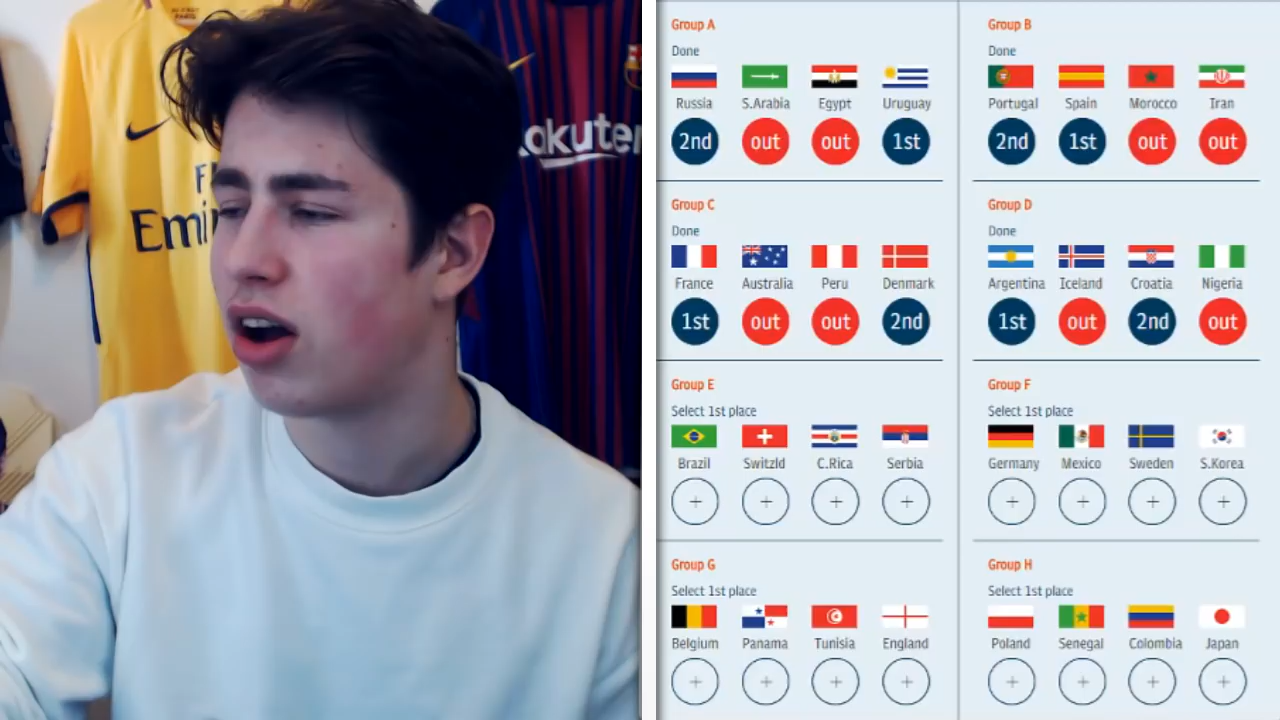 PARIS
F
Emi
Rakuten
Group A
Done
Russia S.Arabia Egypt Uruguay
2nd out out 1st
Group B
Done
Portugal Spain Morocco Iran
2nd 1st out out
Group C
Done
France Australia Peru Denmark
1st out out 2nd
Group D
Done
Argentina Iceland Croatia Nigeria
1st out 2nd out
Group E
Select 1st place
Brazil Switzld C.Rica Serbia
+ + + +
Group F
Select 1st place
Germany Mexico Sweden S.Korea
+ + + +
Group G
Select 1st place
Belgium Panama Tunisia England
+ + + +
Group H
Select 1st place
Poland Senegal Colombia Japan
+ + + +